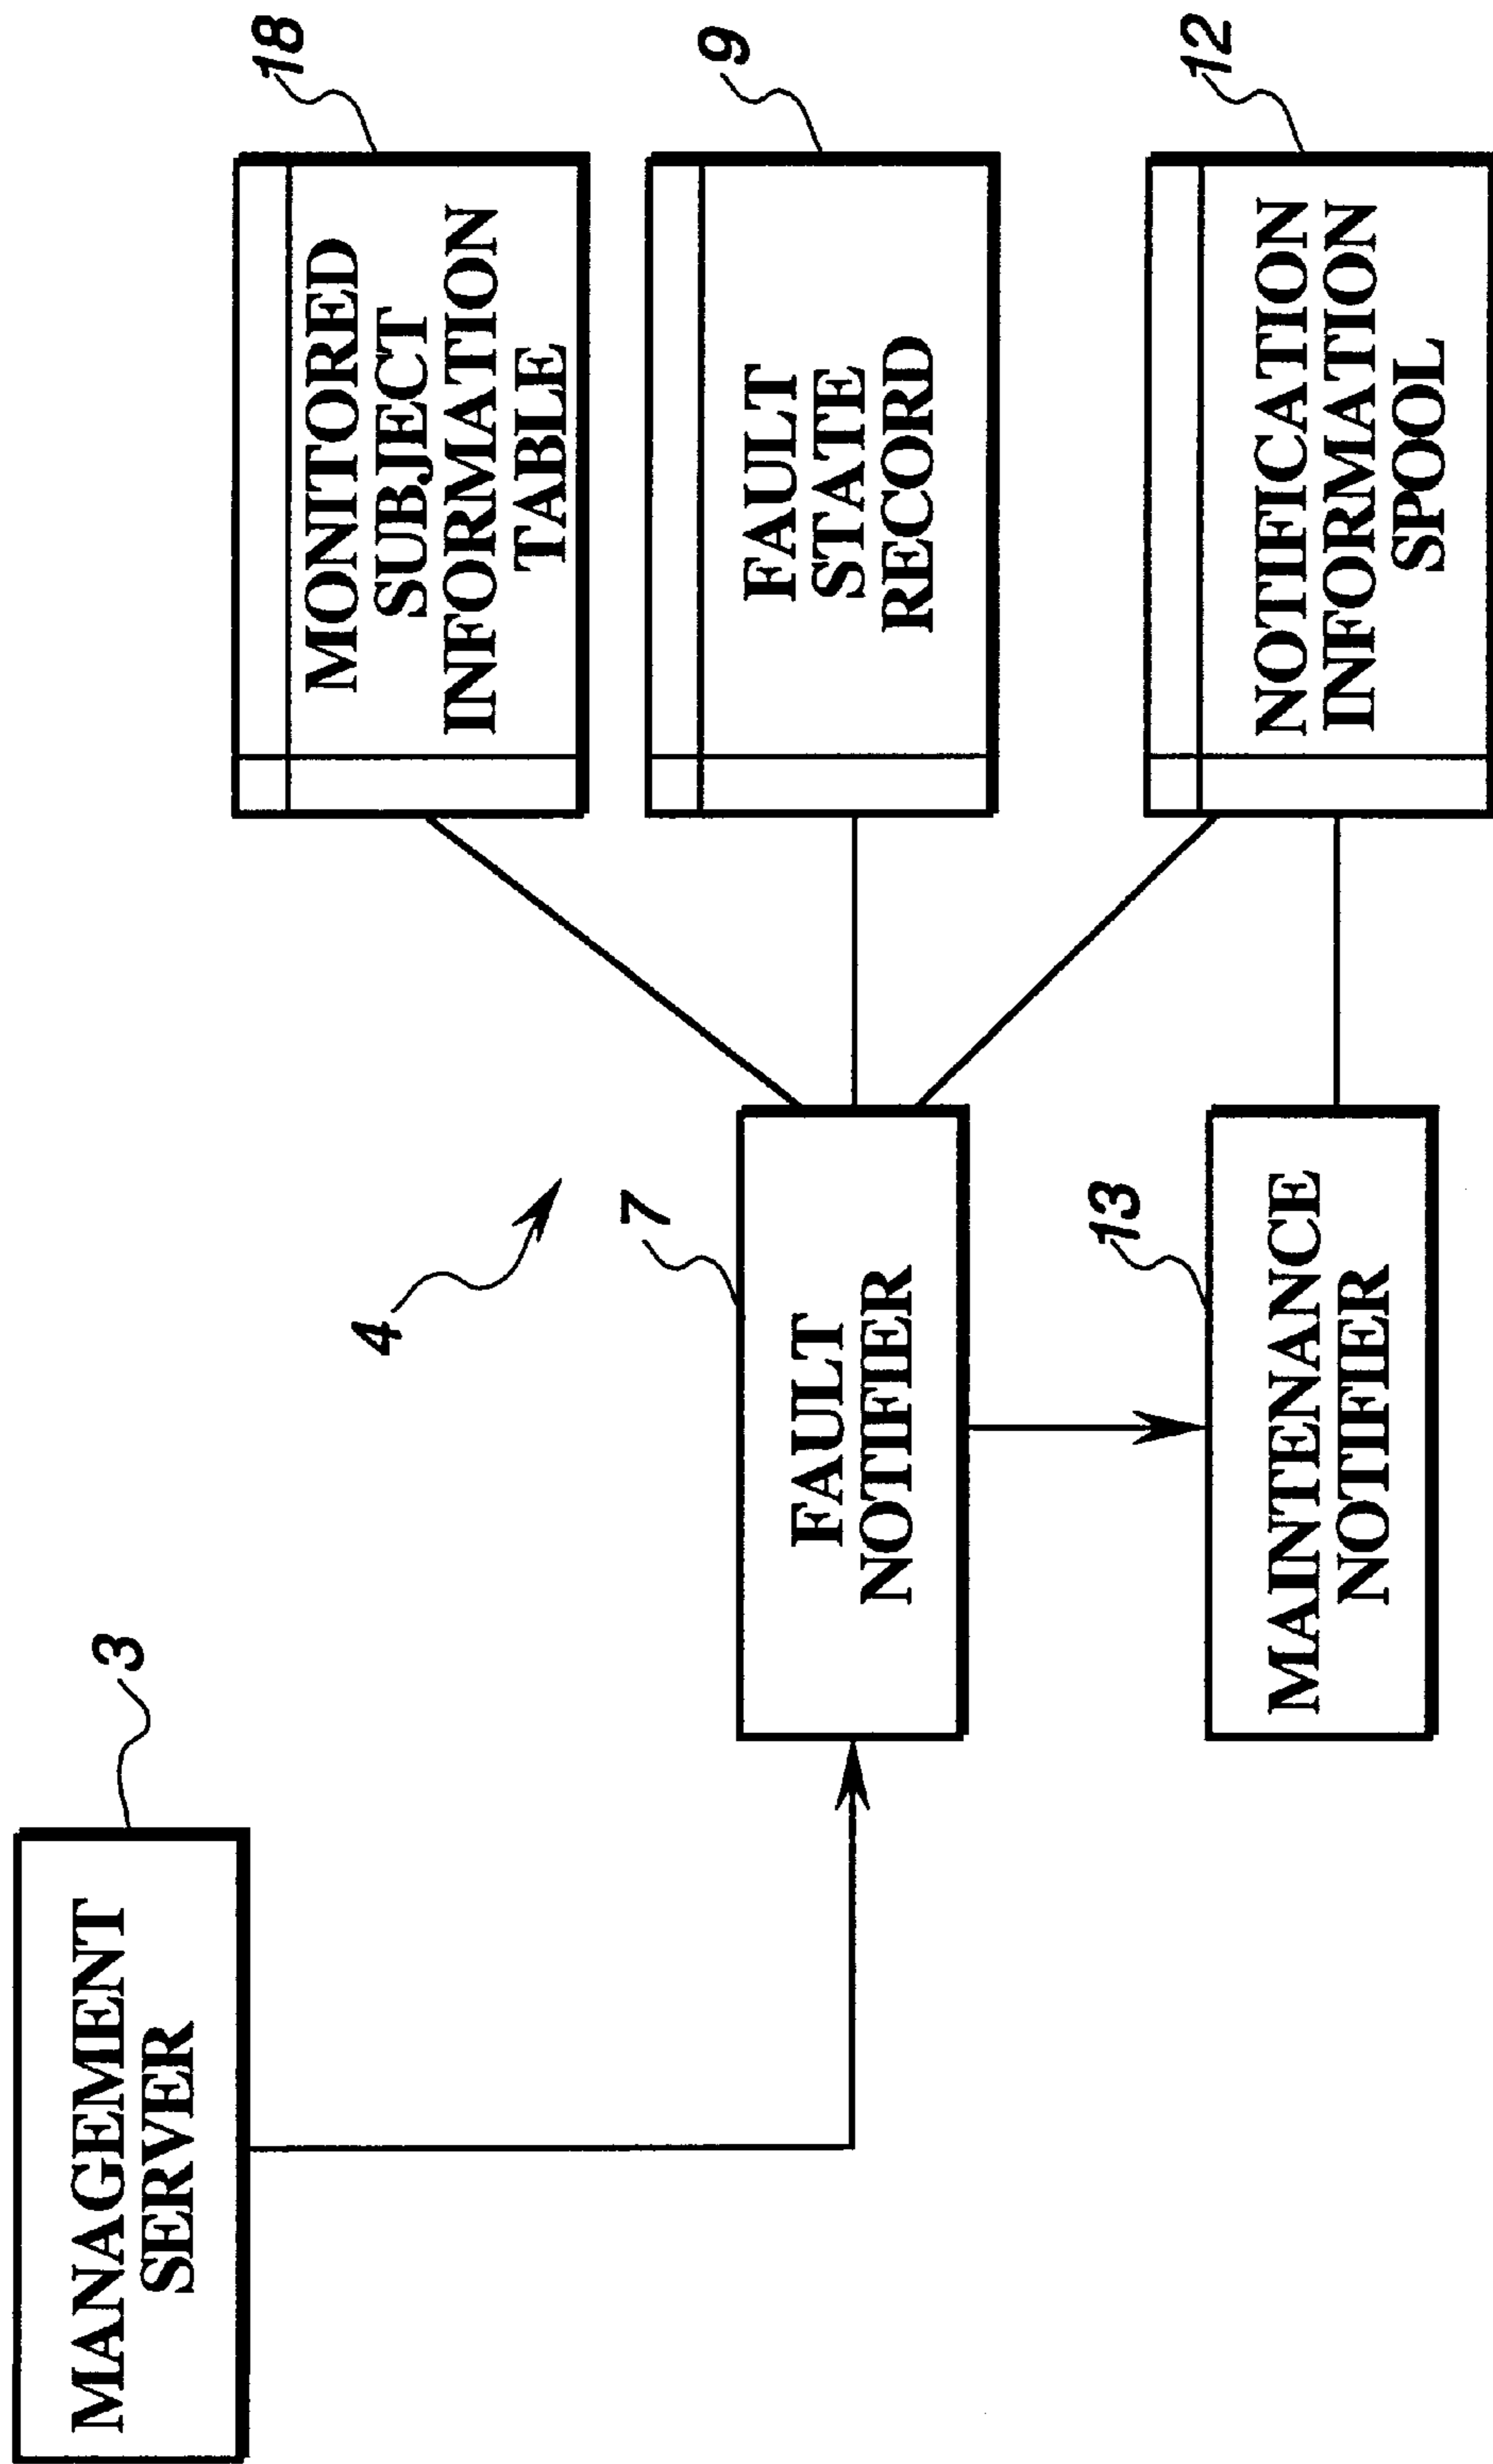 MANAGEMENT
SERVER
3
4
FAULT
NOTIFIER
7
MAINTENANCE
NOTIFIER
13
MONITORED
SUBJECT
INFORMATION
TABLE
18
FAULT
STATE
RECORD
9
NOTIFICATION
INFORMATION
SPOOL
12